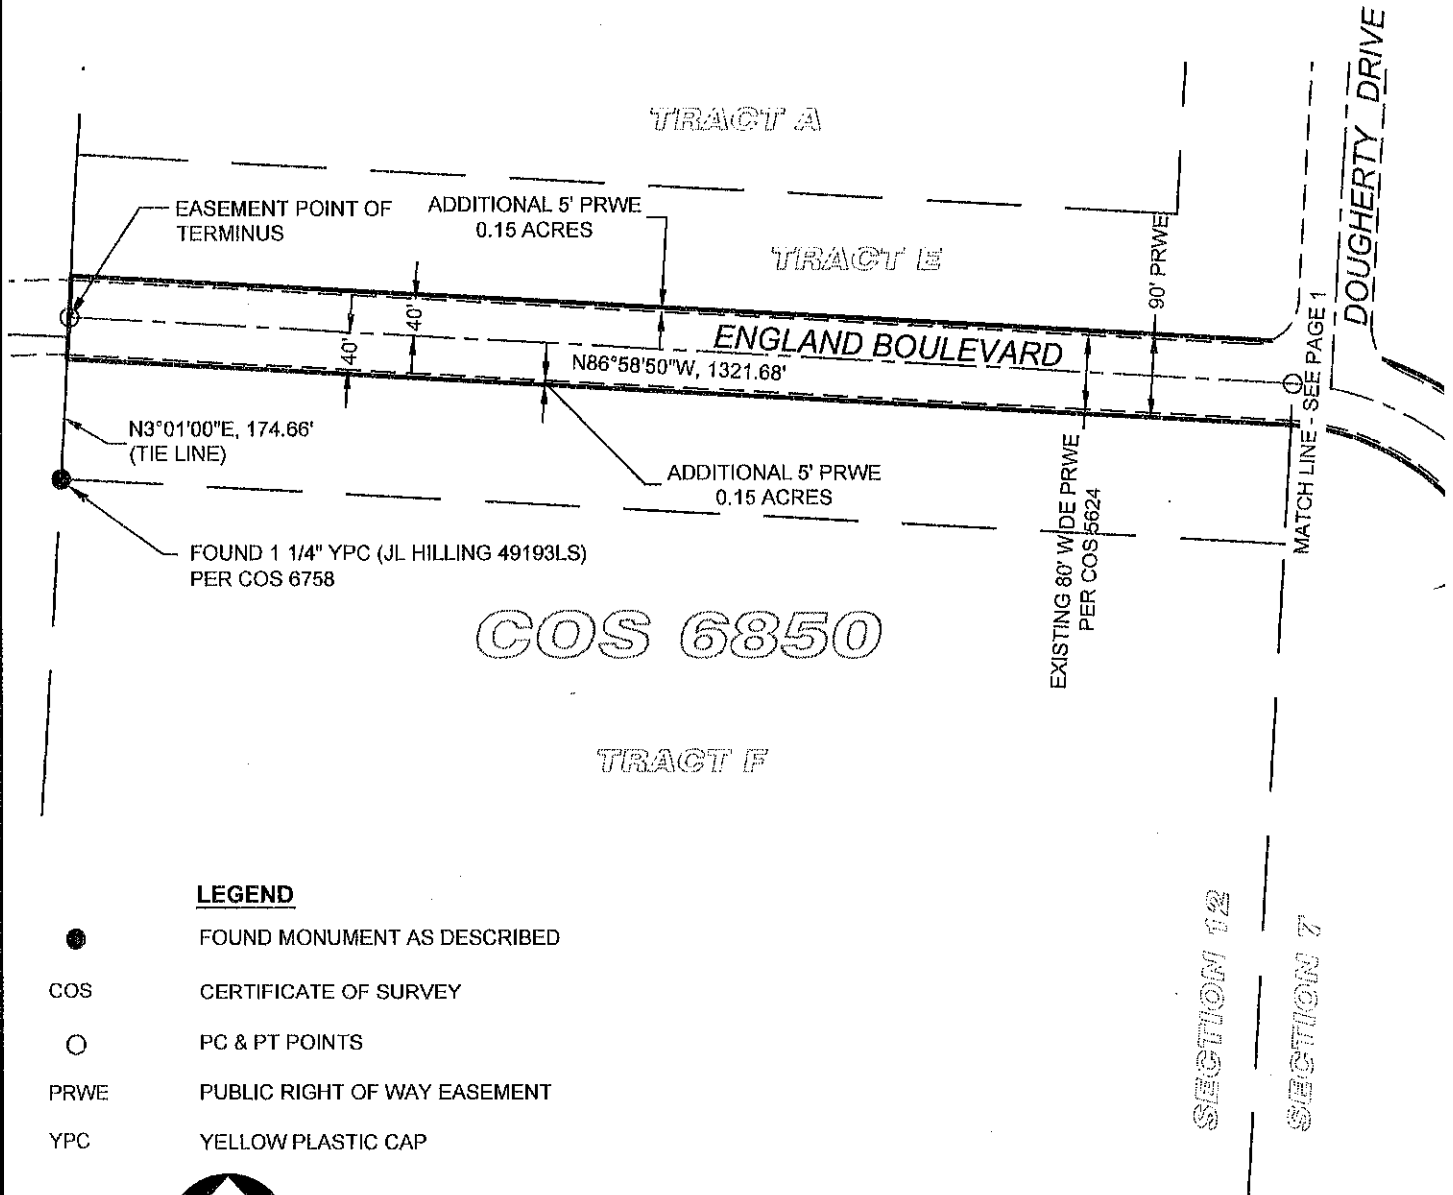 TRACT A
DOUGHERTY DRIVE
EASEMENT POINT OF
TERMINUS
ADDITIONAL 5' PRWE
0.15 ACRES
TRACT E
90' PRWE
40'
40'
ENGLAND BOULEVARD
N86°58'50"W, 1321.68'
MATCH LINE - SEE PAGE 1
N3°01'00"E, 174.66'
(TIE LINE)
ADDITIONAL 5' PRWE
0.15 ACRES
EXISTING 80' WIDE PRWE
PER COS 5624
FOUND 1 1/4" YPC (JL HILLING 49193LS)
PER COS 6758
COS 6850
TRACT F
LEGEND
FOUND MONUMENT AS DESCRIBED
COS CERTIFICATE OF SURVEY
PC & PT POINTS
PRWE PUBLIC RIGHT OF WAY EASEMENT
YPC YELLOW PLASTIC CAP
SECTION 12
SECTION 7